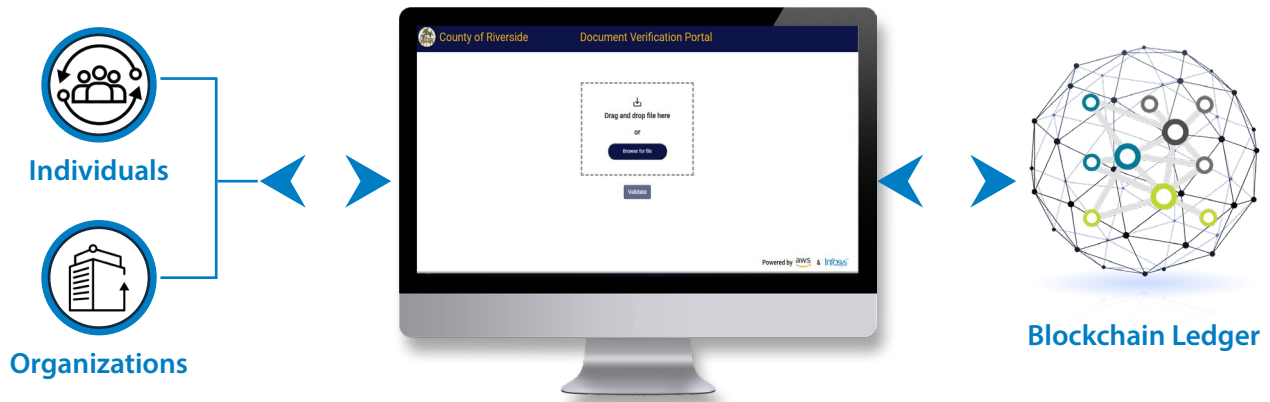 County of Riverside
Document Verification Portal
Drag and drop file here
or
Browse for file
Validate
Powered by aws & Infosys
Individuals
Organizations
Blockchain Ledger